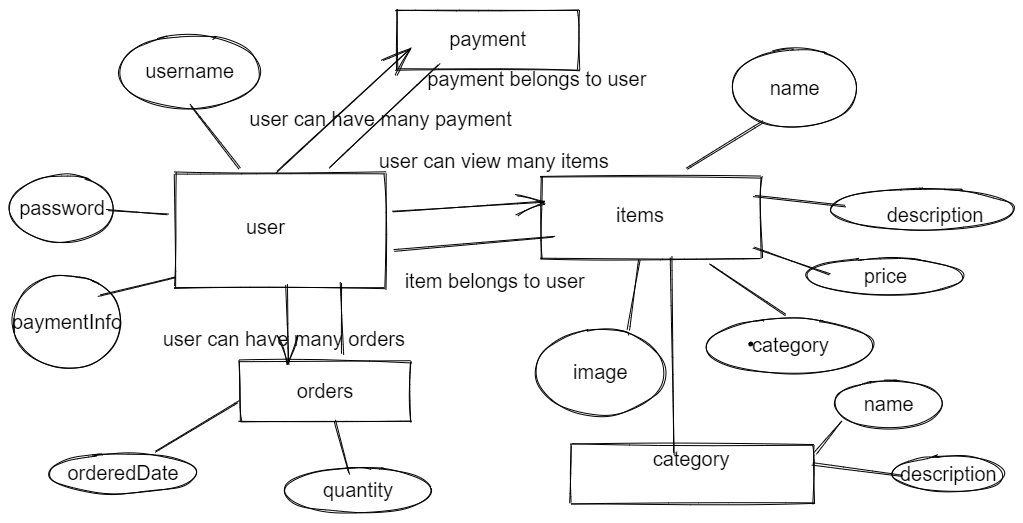 payment
username
payment belongs to user
name
user can have many payment
user can view many items
password
user
items
description
item belongs to user
price
paymentInfo
user can have many orders
category
image
orders
name
category
orderedDate
description
quantity